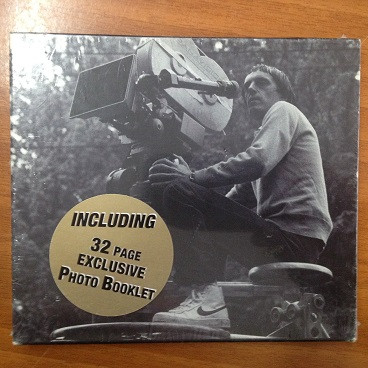 INCLUDING
32 PAGE
EXCLUSIVE
PHOTO BOOKLET